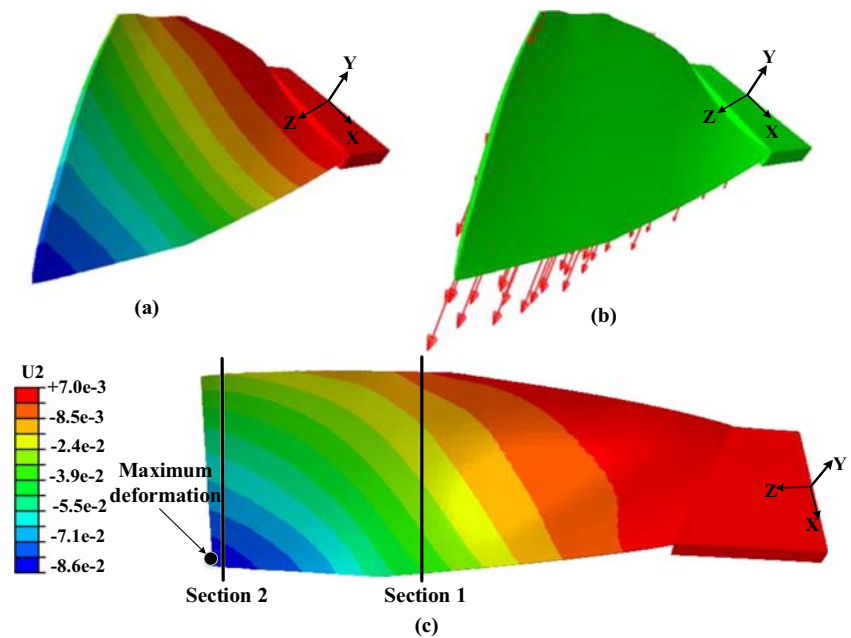 Y
Z
X
(a)
Y
Z
X
(b)
U2
+7.0e-3
-8.5e-3
-2.4e-2
-3.9e-2
-5.5e-2
-7.1e-2
-8.6e-2
Maximum
deformation
Y
Z
X
Section 2
Section 1
(c)